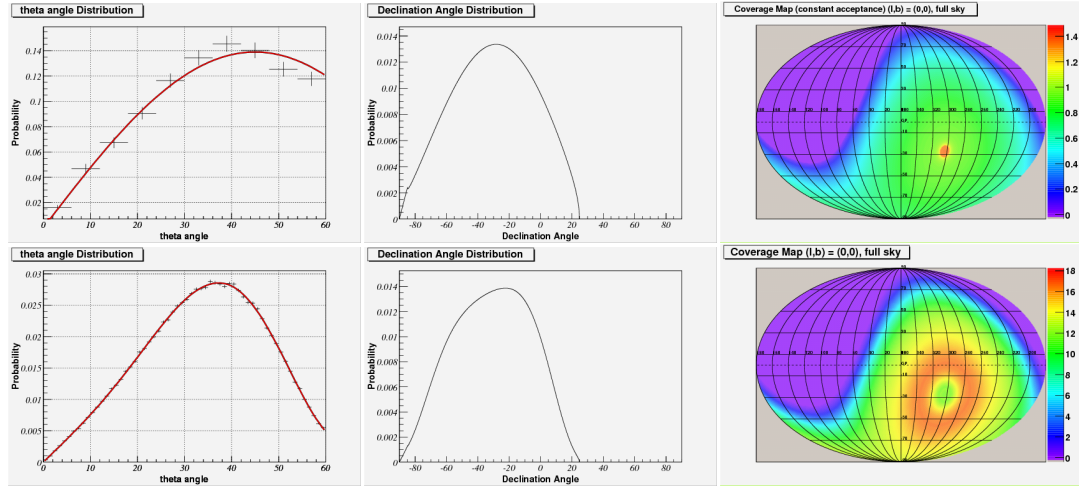 theta angle Distribution
Probability
0.14
0.12
0.1
0.08
0.06
0.04
0.02
0 10 20 30 40 50 60
theta angle
Declination Angle Distribution
Probability
0.014
0.012
0.01
0.008
0.006
0.004
0.002
0
-80 -60 -40 -20 0 20 40 60 80
Declination Angle
Coverage Map (constant acceptance) (l,b) = (0,0), full sky
1.4
1.2
1
0.8
0.6
0.4
0.2
0
theta angle Distribution
Probability
0.03
0.025
0.02
0.015
0.01
0.005
0
0 10 20 30 40 50 60
theta angle
Declination Angle Distribution
Probability
0.014
0.012
0.01
0.008
0.006
0.004
0.002
0
-80 -60 -40 -20 0 20 40 60 80
Declination Angle
Coverage Map (l,b) = (0,0), full sky
18
16
14
12
10
8
6
4
2
0